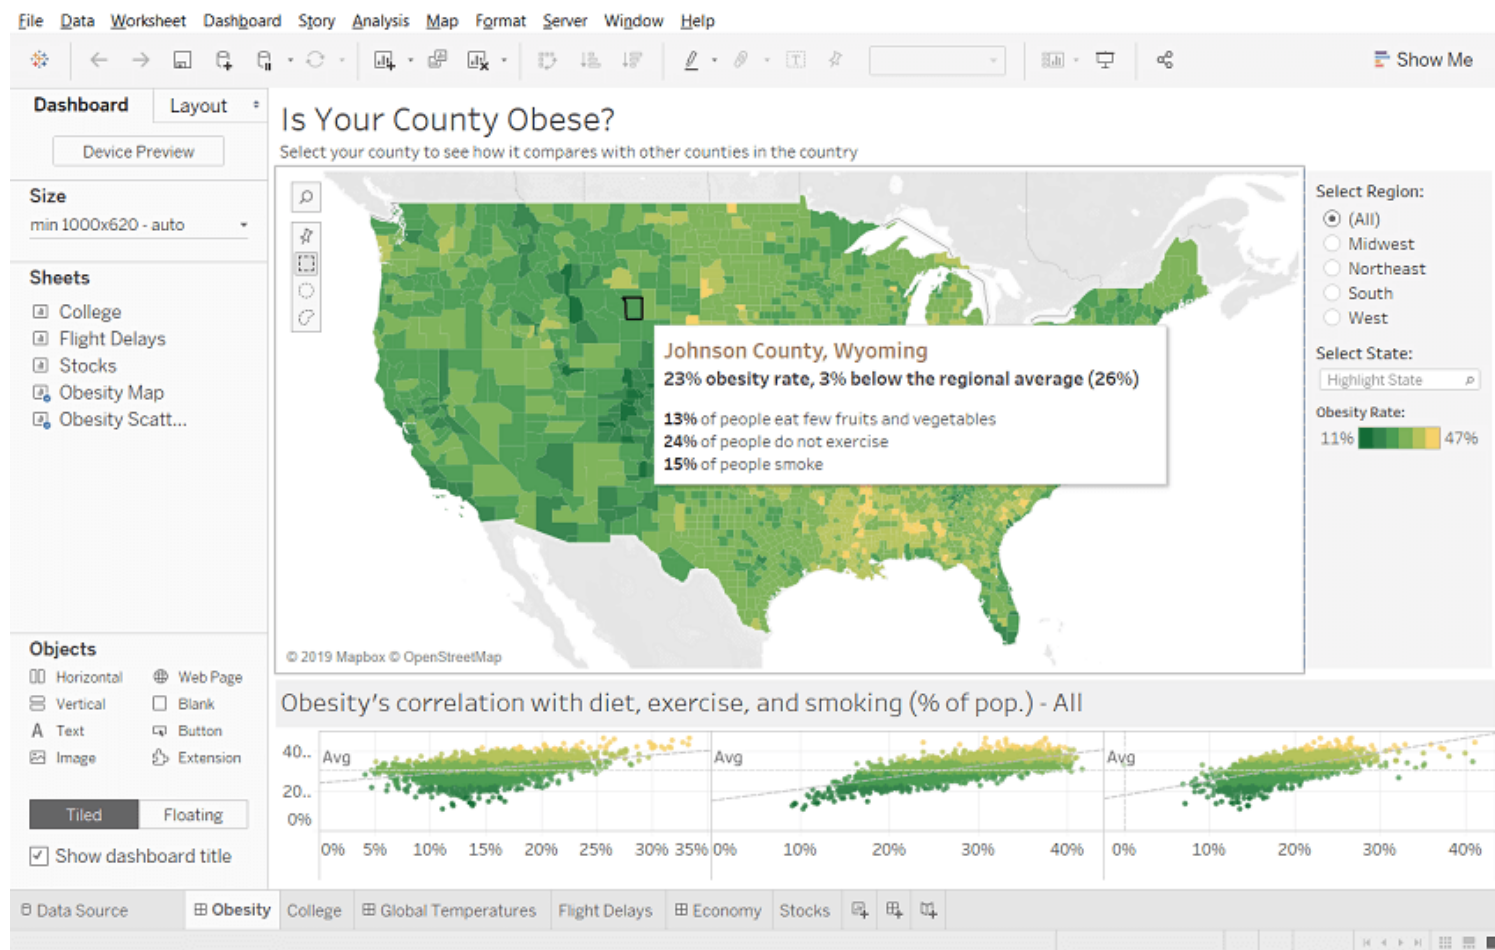 File Data Worksheet Dashboard Story Analysis Map Format Server Window Help
Show Me
Dashboard Layout
Device Preview
Size
min 1000x620 - auto
Sheets
College
Flight Delays
Stocks
Obesity Map
Obesity Scatt...
Objects
Horizontal Web Page
Vertical Blank
Text Button
Image Extension
Tiled Floating
Show dashboard title
Is Your County Obese?
Select your county to see how it compares with other counties in the country
Johnson County, Wyoming
23% obesity rate, 3% below the regional average (26%)
13% of people eat few fruits and vegetables
24% of people do not exercise
15% of people smoke
© 2019 Mapbox © OpenStreetMap
Select Region:
(All)
Midwest
Northeast
South
West
Select State:
Highlight State
Obesity Rate:
11% 47%
Obesity's correlation with diet, exercise, and smoking (% of pop.) - All
40.. Avg Avg Avg
20..
0%
0% 5% 10% 15% 20% 25% 30% 35% 0% 10% 20% 30% 40% 0% 10% 20% 30% 40%
Data Source Obesity College Global Temperatures Flight Delays Economy Stocks